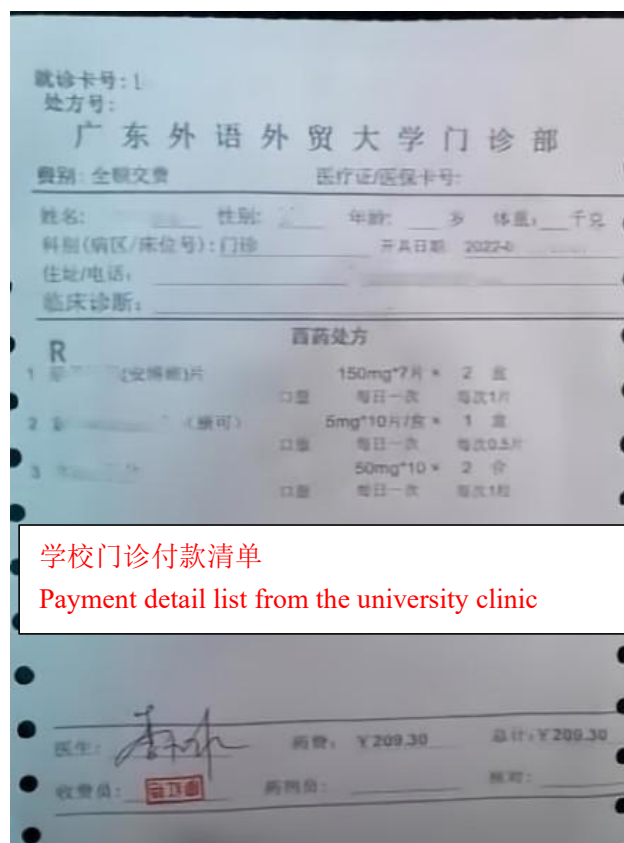 就诊卡号:1
处方号:
广东外语外贸大学门诊部
费别: 全额交费 医疗证/医保卡号:
姓名: 性别: 年龄: 岁 体重: 千克
科别(病区/床位号): 门诊 开具日期 2022-0
住址/电话:
临床诊断:
西药处方
R
1 (安博维)片 150mg*7片 × 2 盒
口服 每日一次 每次1片
2 5mg*10片/盒 × 1 盒
口服 每日一次 每次0.5片
3 50mg*10 × 2 合
口服 每日一次 每次1粒
学校门诊付款清单
Payment detail list from the university clinic
医生: 药费: ¥209.30 总计:¥209.30
收费员: 药剂员: 核对: